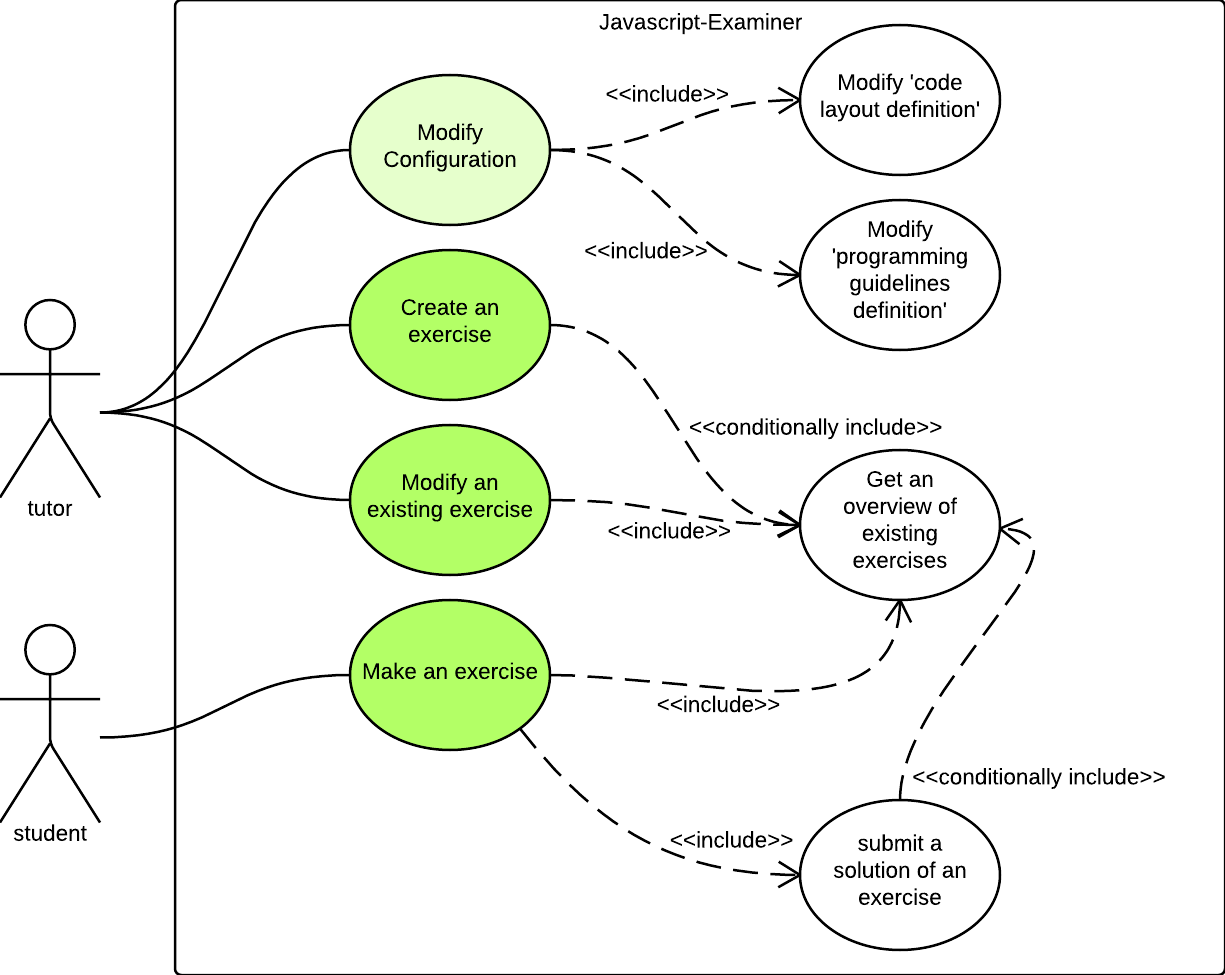 Javascript-Examiner
<<include>>
Modify 'code
layout definition'
Modify
Configuration
<<include>>
Modify
'programming
guidelines
definition'
Create an
exercise
<<conditionally include>>
tutor
Modify an
existing exercise
<<include>>
Get an
overview of
existing
exercises
Make an exercise
<<include>>
student
<<conditionally include>>
<<include>>
submit a
solution of an
exercise